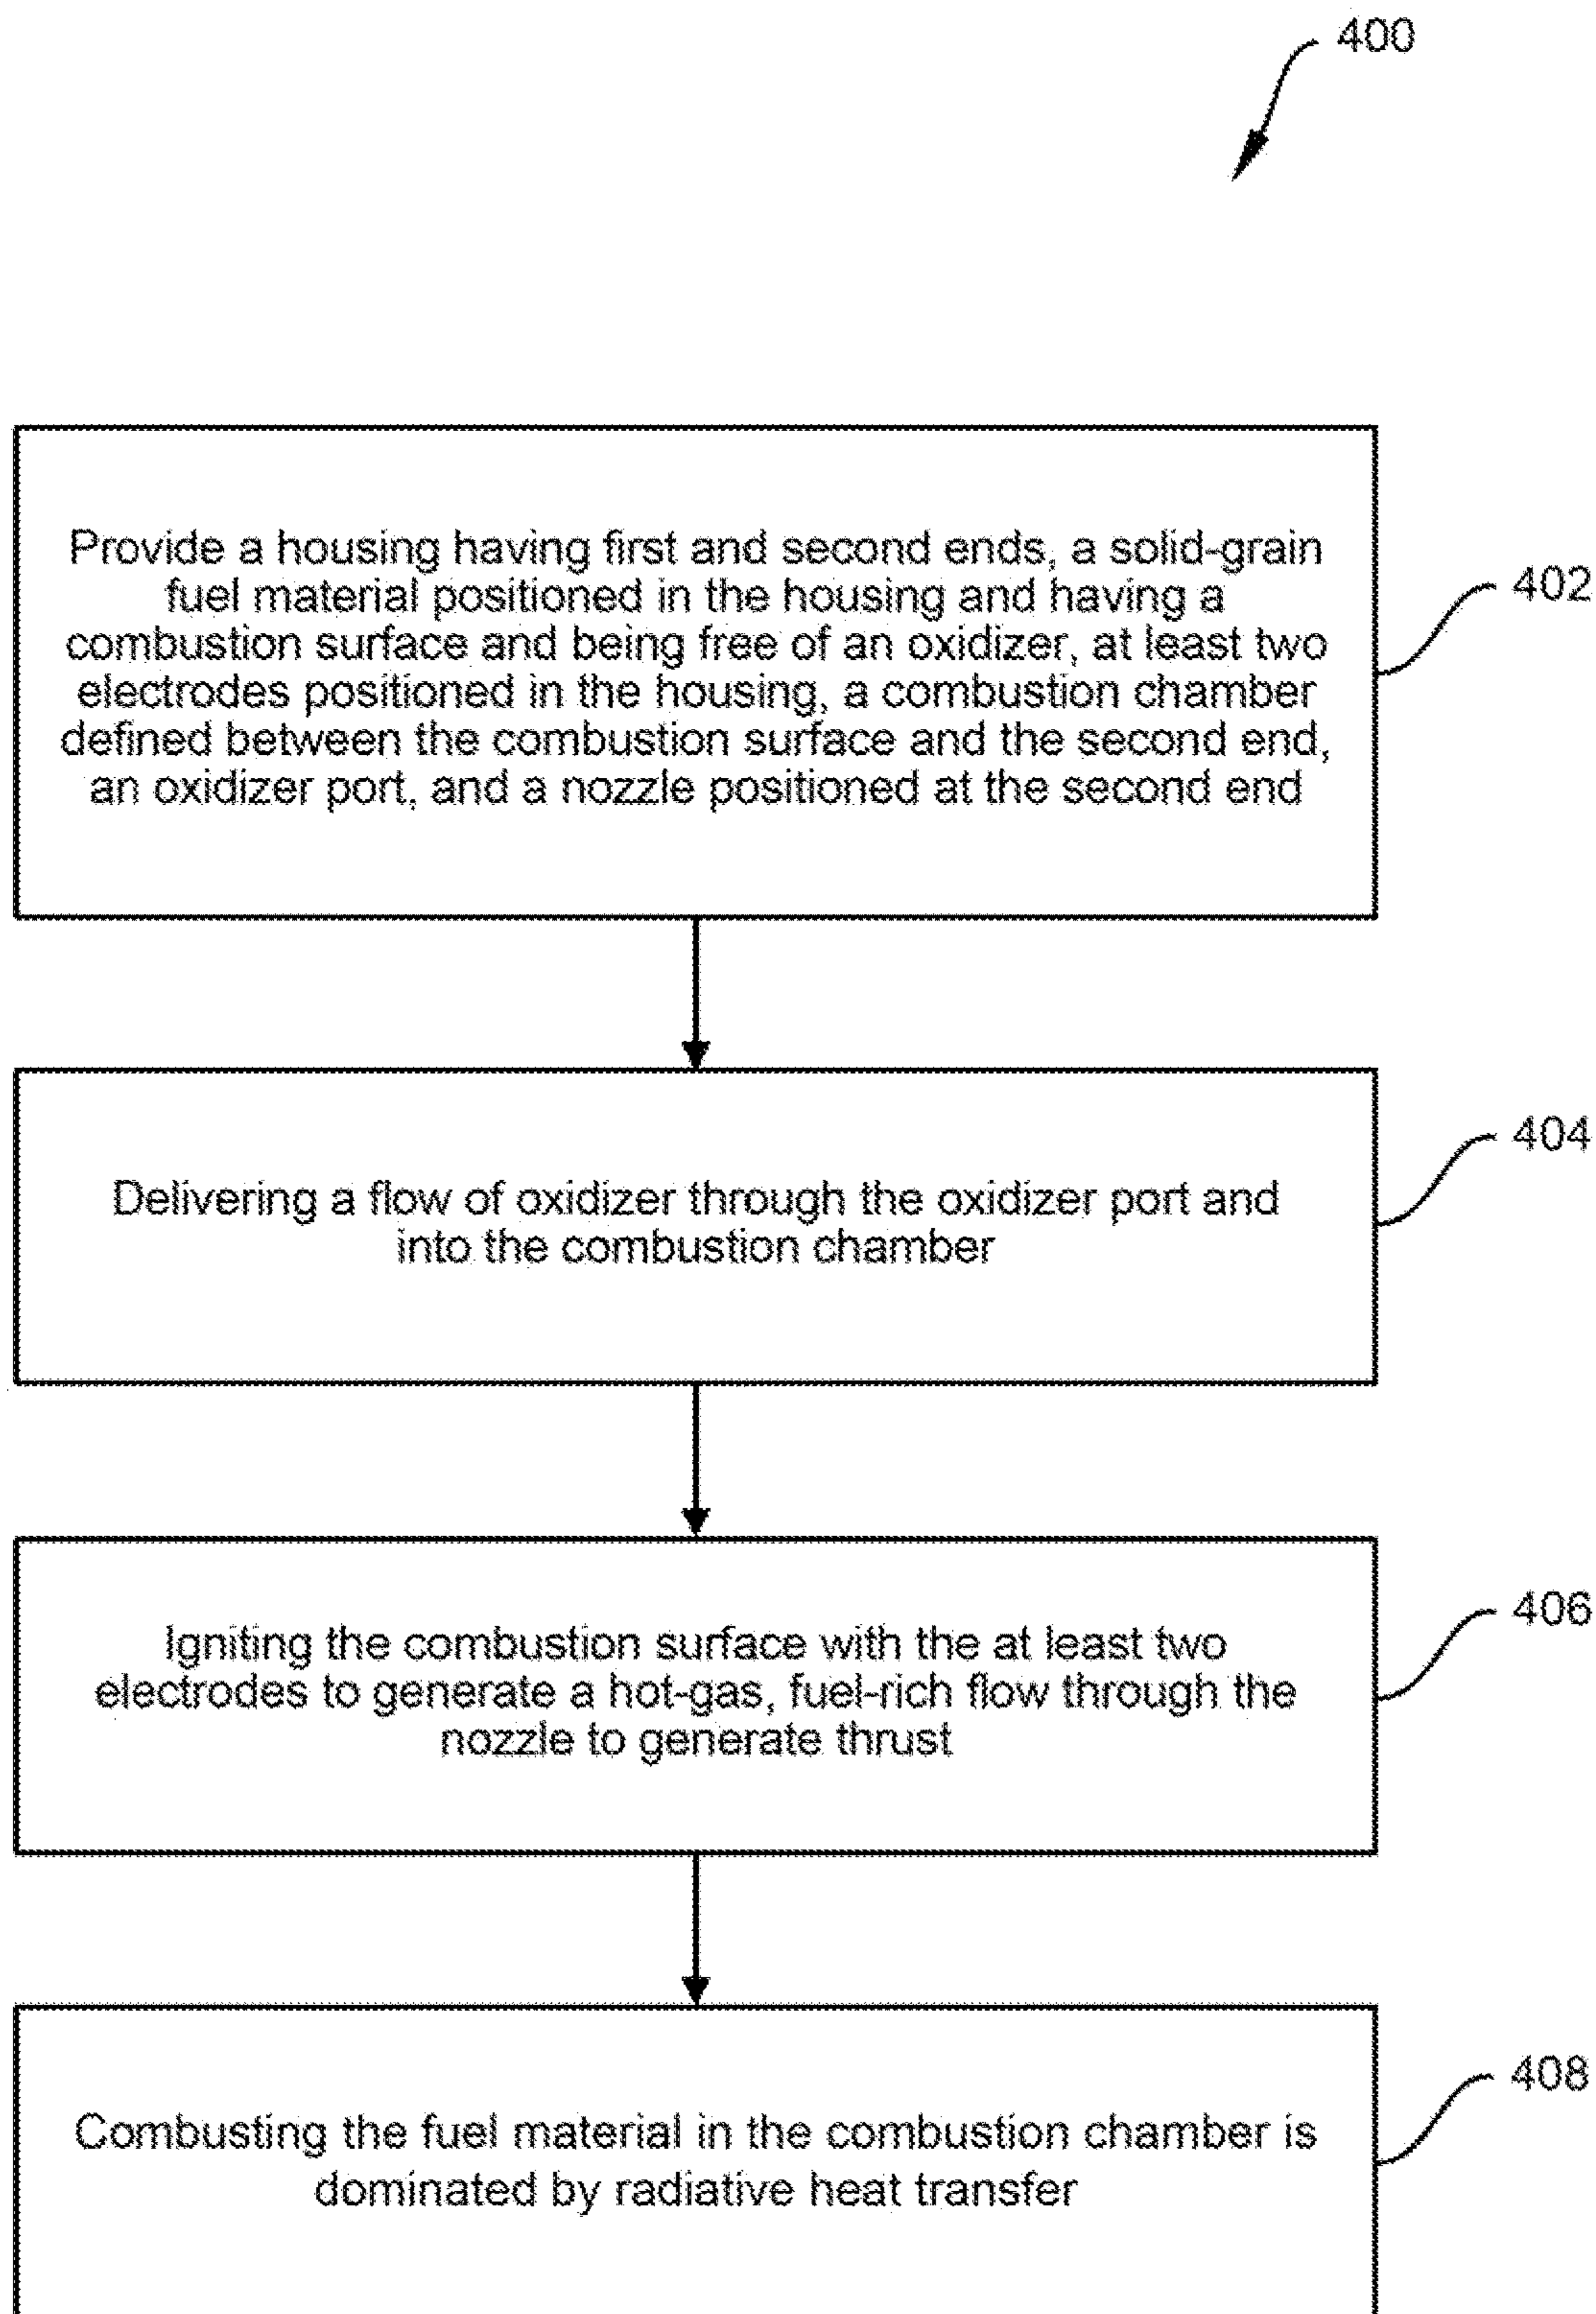 400
Provide a housing having first and second ends, a solid-grain
fuel material positioned in the housing and having a
combustion surface and being free of an oxidizer, at least two
electrodes positioned in the housing, a combustion chamber
defined between the combustion surface and the second end,
an oxidizer port, and a nozzle positioned at the second end
402
Delivering a flow of oxidizer through the oxidizer port and
into the combustion chamber
404
Igniting the combustion surface with the at least two
electrodes to generate a hot-gas, fuel-rich flow through the
nozzle to generate thrust
406
Combusting the fuel material in the combustion chamber is
dominated by radiative heat transfer
408